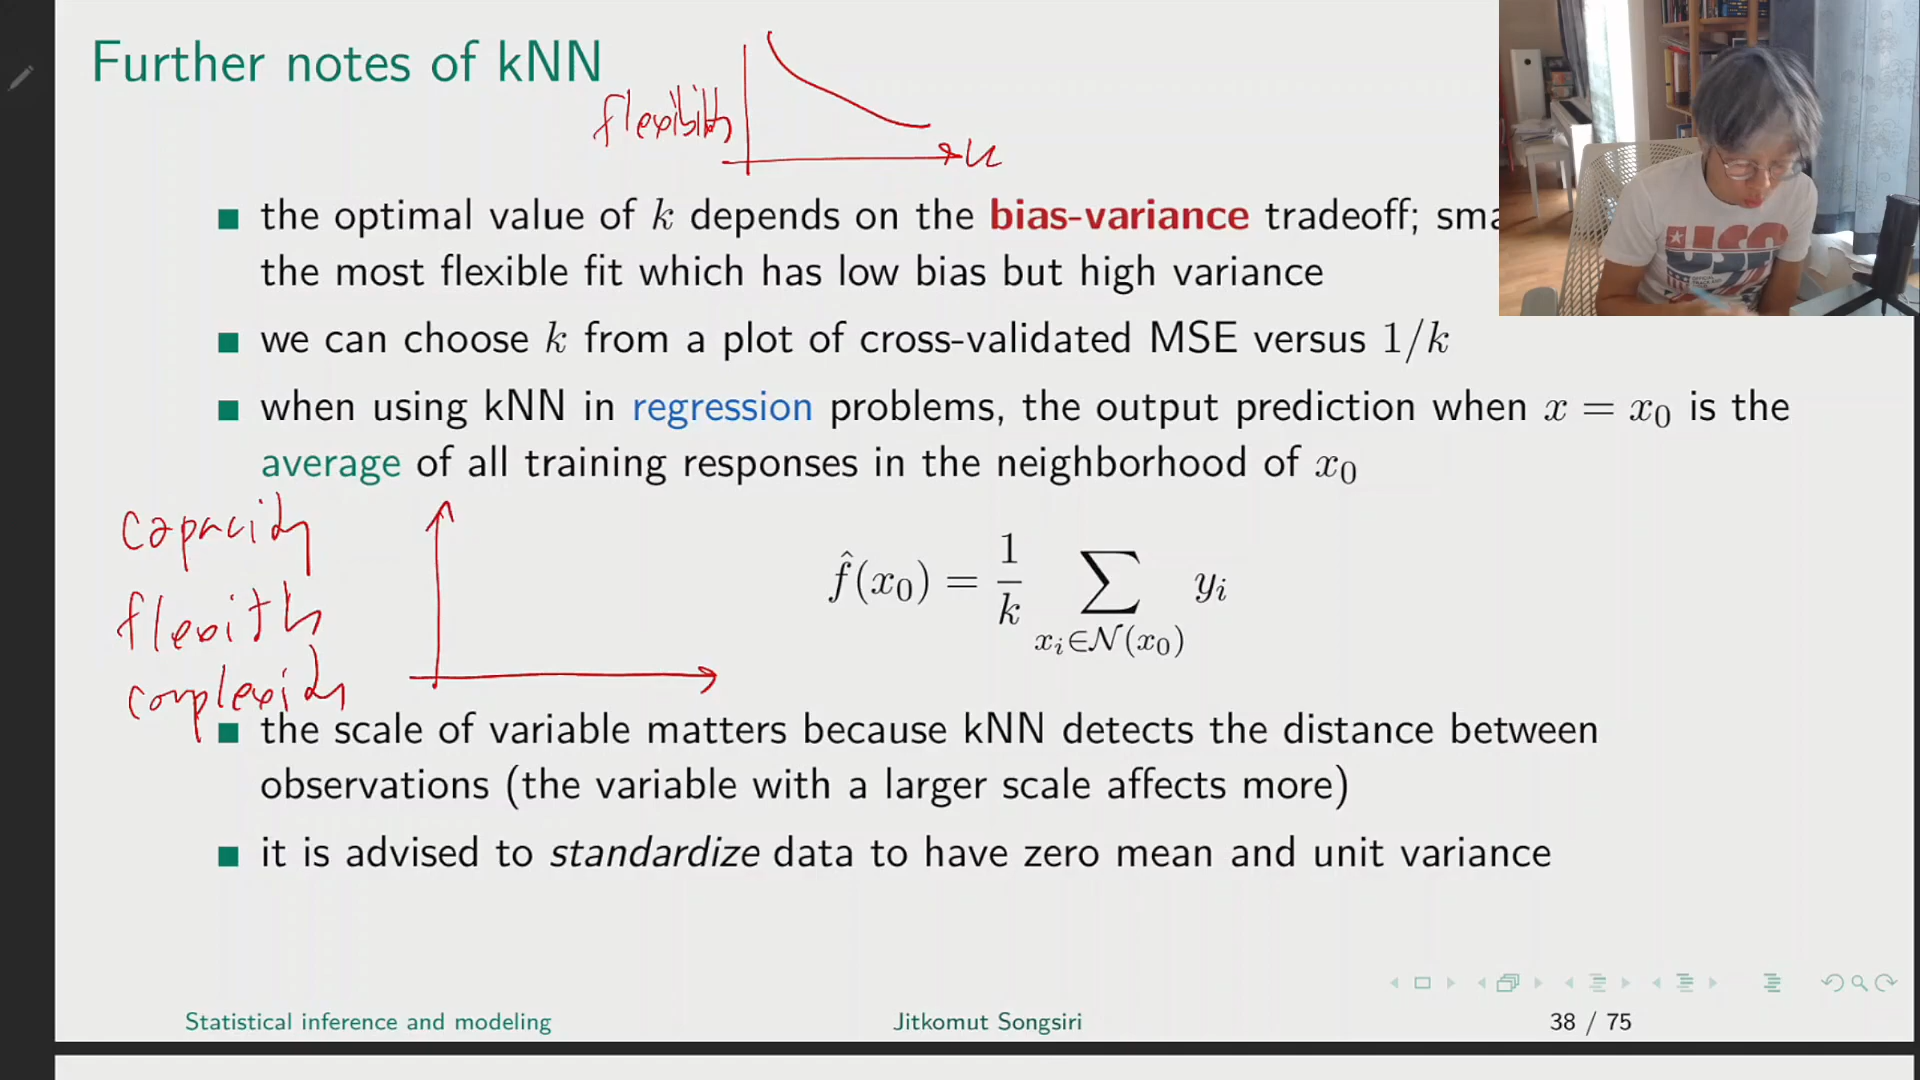 Further notes of kNN
flexibility
k
the optimal value of k depends on the bias-variance tradeoff; sma
the most flexible fit which has low bias but high variance
we can choose k from a plot of cross-validated MSE versus 1/k
when using kNN in regression problems, the output prediction when x = x₀ is the
average of all training responses in the neighborhood of x₀
capacity
f̂(x₀) = 1/k ∑ xᵢ∈𝒩(x₀) yᵢ
complexity
the scale of variable matters because kNN detects the distance between
observations (the variable with a larger scale affects more)
it is advised to standardize data to have zero mean and unit variance
Statistical inference and modeling
Jitkomut Songsiri
38 / 75